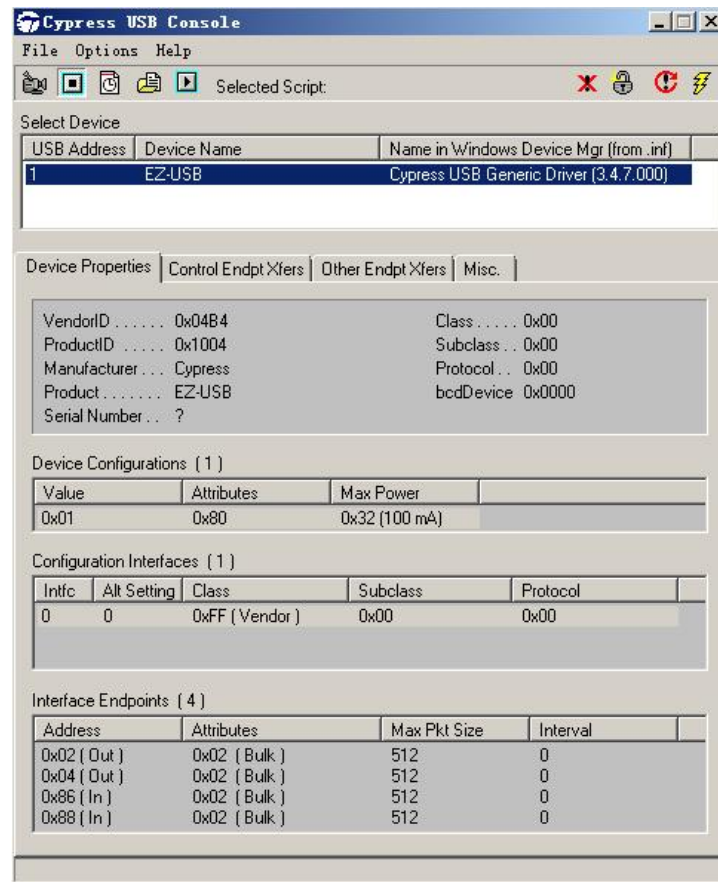 Cypress USB Console
File Options Help
Selected Script:
Select Device
USB Address Device Name Name in Windows Device Mgr (from .inf)
1 EZ-USB Cypress USB Generic Driver (3.4.7.000)
Device Properties Control Endpt Xfers Other Endpt Xfers Misc.
VendorID . . . . . . 0x04B4 Class . . . . . 0x00
ProductID . . . . . 0x1004 Subclass . . 0x00
Manufacturer . . . Cypress Protocol . . 0x00
Product . . . . . . . EZ-USB bcdDevice 0x0000
Serial Number . . ?
Device Configurations ( 1 )
Value Attributes Max Power
0x01 0x80 0x32 (100 mA)
Configuration Interfaces ( 1 )
Intfc Alt Setting Class Subclass Protocol
0 0 0xFF ( Vendor ) 0x00 0x00
Interface Endpoints ( 4 )
Address Attributes Max Pkt Size Interval
0x02 ( Out ) 0x02 ( Bulk ) 512 0
0x04 ( Out ) 0x02 ( Bulk ) 512 0
0x86 ( In ) 0x02 ( Bulk ) 512 0
0x88 ( In ) 0x02 ( Bulk ) 512 0